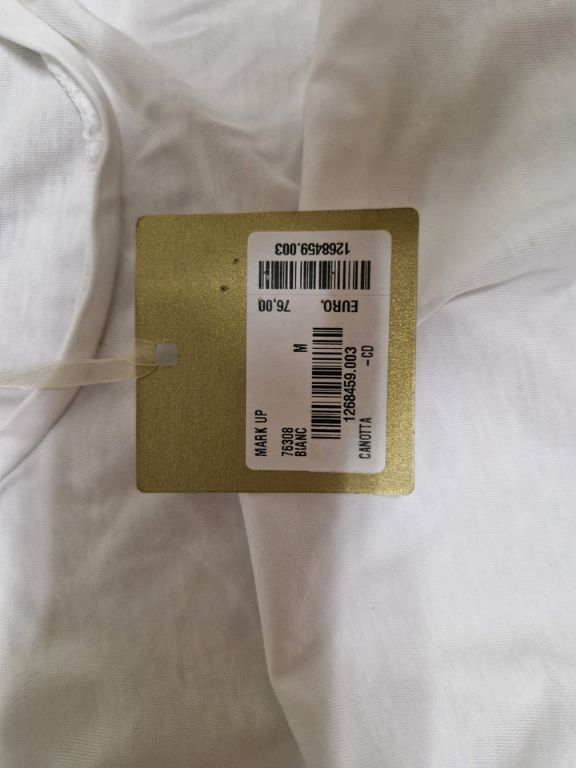 MARK UP
76308
BIANC M
1268459.003
CANOTTA -CD
EURO. 76,00
1268459.003